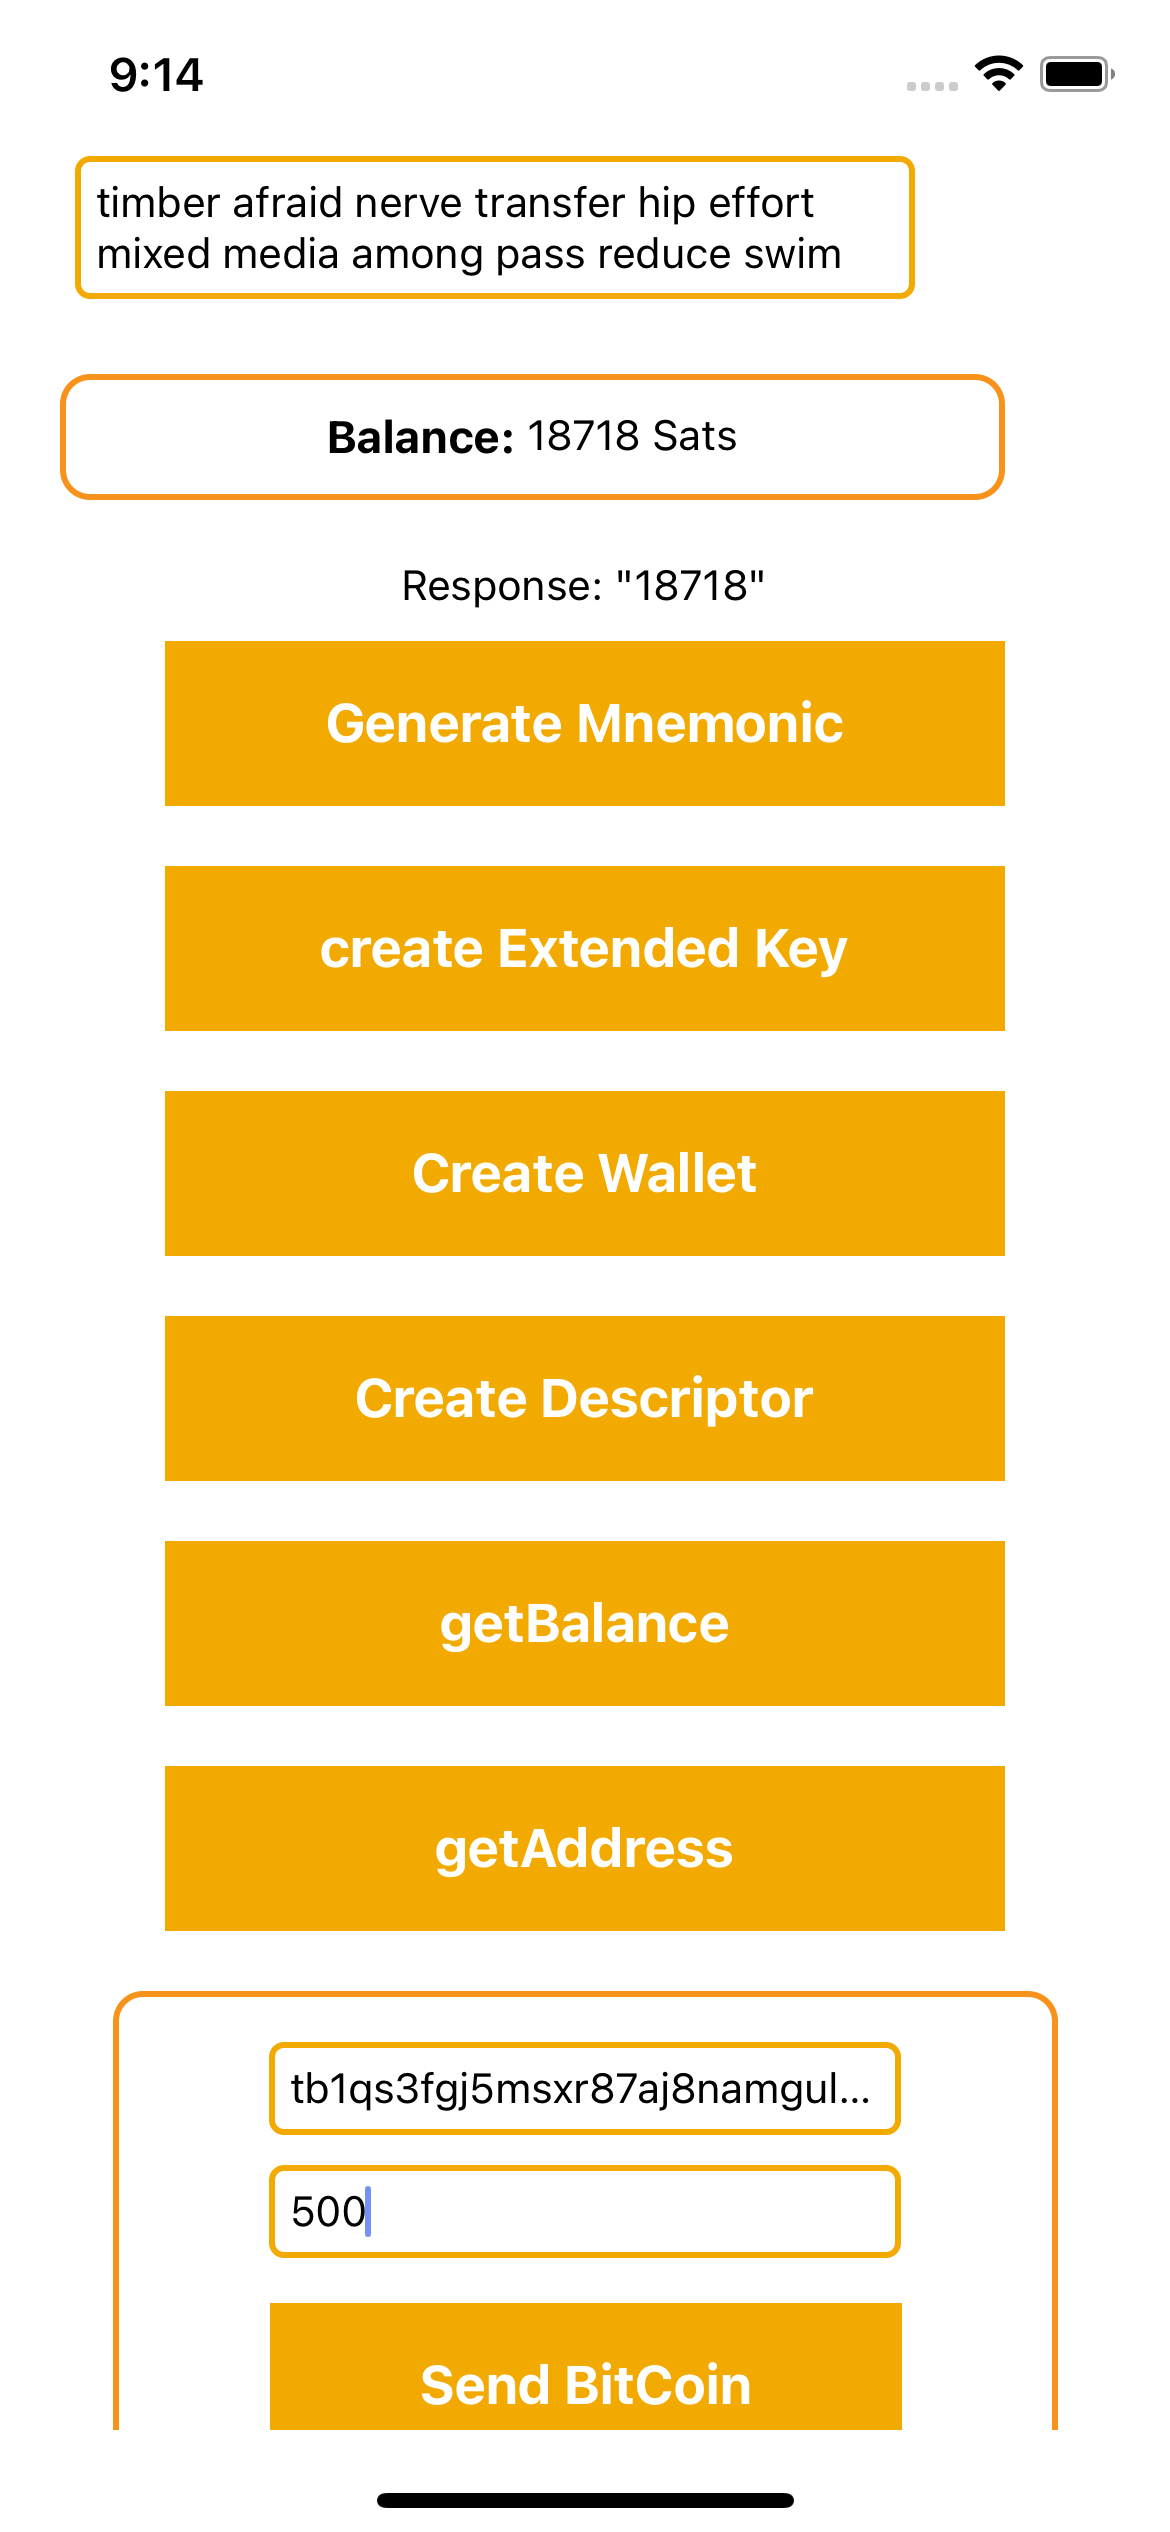 9:14
timber afraid nerve transfer hip effort
mixed media among pass reduce swim
Balance: 18718 Sats
Response: "18718"
Generate Mnemonic
create Extended Key
Create Wallet
Create Descriptor
getBalance
getAddress
tb1qs3fgj5msxr87aj8namgul...
500
Send BitCoin